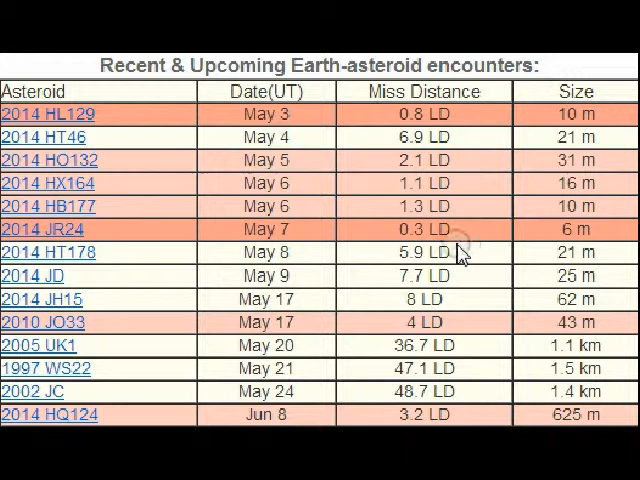 Recent & Upcoming Earth-asteroid encounters:
Asteroid Date(UT) Miss Distance Size
2014 HL129 May 3 0.8 LD 10 m
2014 HT46 May 4 6.9 LD 21 m
2014 HO132 May 5 2.1 LD 31 m
2014 HX164 May 6 1.1 LD 16 m
2014 HB177 May 6 1.3 LD 10 m
2014 JR24 May 7 0.3 LD 6 m
2014 HT178 May 8 5.9 LD 21 m
2014 JD May 9 7.7 LD 25 m
2014 JH15 May 17 8 LD 62 m
2010 JO33 May 17 4 LD 43 m
2005 UK1 May 20 36.7 LD 1.1 km
1997 WS22 May 21 47.1 LD 1.5 km
2002 JC May 24 48.7 LD 1.4 km
2014 HQ124 Jun 8 3.2 LD 625 m